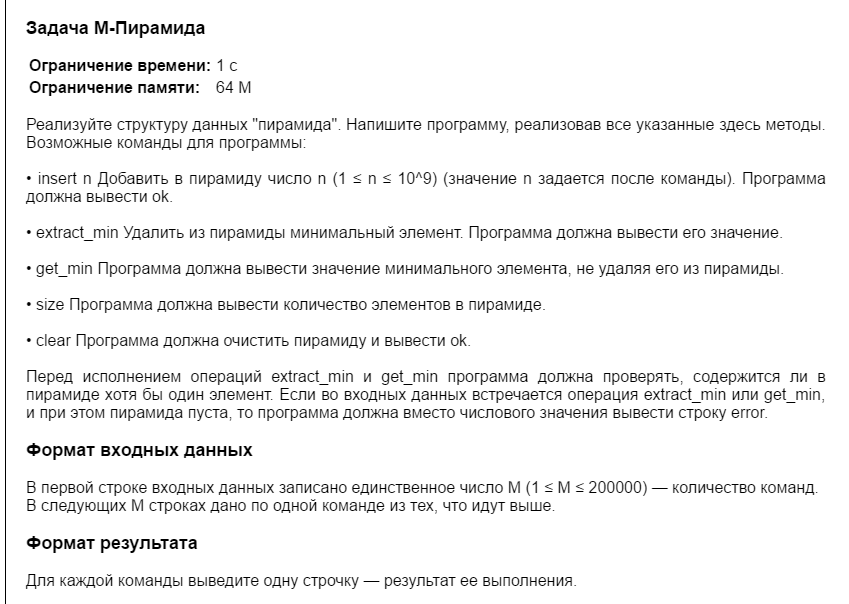 Задача M-Пирамида
Ограничение времени: 1 с
Ограничение памяти: 64 M
Реализуйте структуру данных "пирамида". Напишите программу, реализовав все указанные здесь методы.
Возможные команды для программы:
• insert n Добавить в пирамиду число n (1 ≤ n ≤ 10^9) (значение n задается после команды). Программа
должна вывести ok.
• extract_min Удалить из пирамиды минимальный элемент. Программа должна вывести его значение.
• get_min Программа должна вывести значение минимального элемента, не удаляя его из пирамиды.
• size Программа должна вывести количество элементов в пирамиде.
• clear Программа должна очистить пирамиду и вывести ok.
Перед исполнением операций extract_min и get_min программа должна проверять, содержится ли в
пирамиде хотя бы один элемент. Если во входных данных встречается операция extract_min или get_min,
и при этом пирамида пуста, то программа должна вместо числового значения вывести строку error.
Формат входных данных
В первой строке входных данных записано единственное число M (1 ≤ M ≤ 200000) — количество команд.
В следующих M строках дано по одной команде из тех, что идут выше.
Формат результата
Для каждой команды выведите одну строчку — результат ее выполнения.